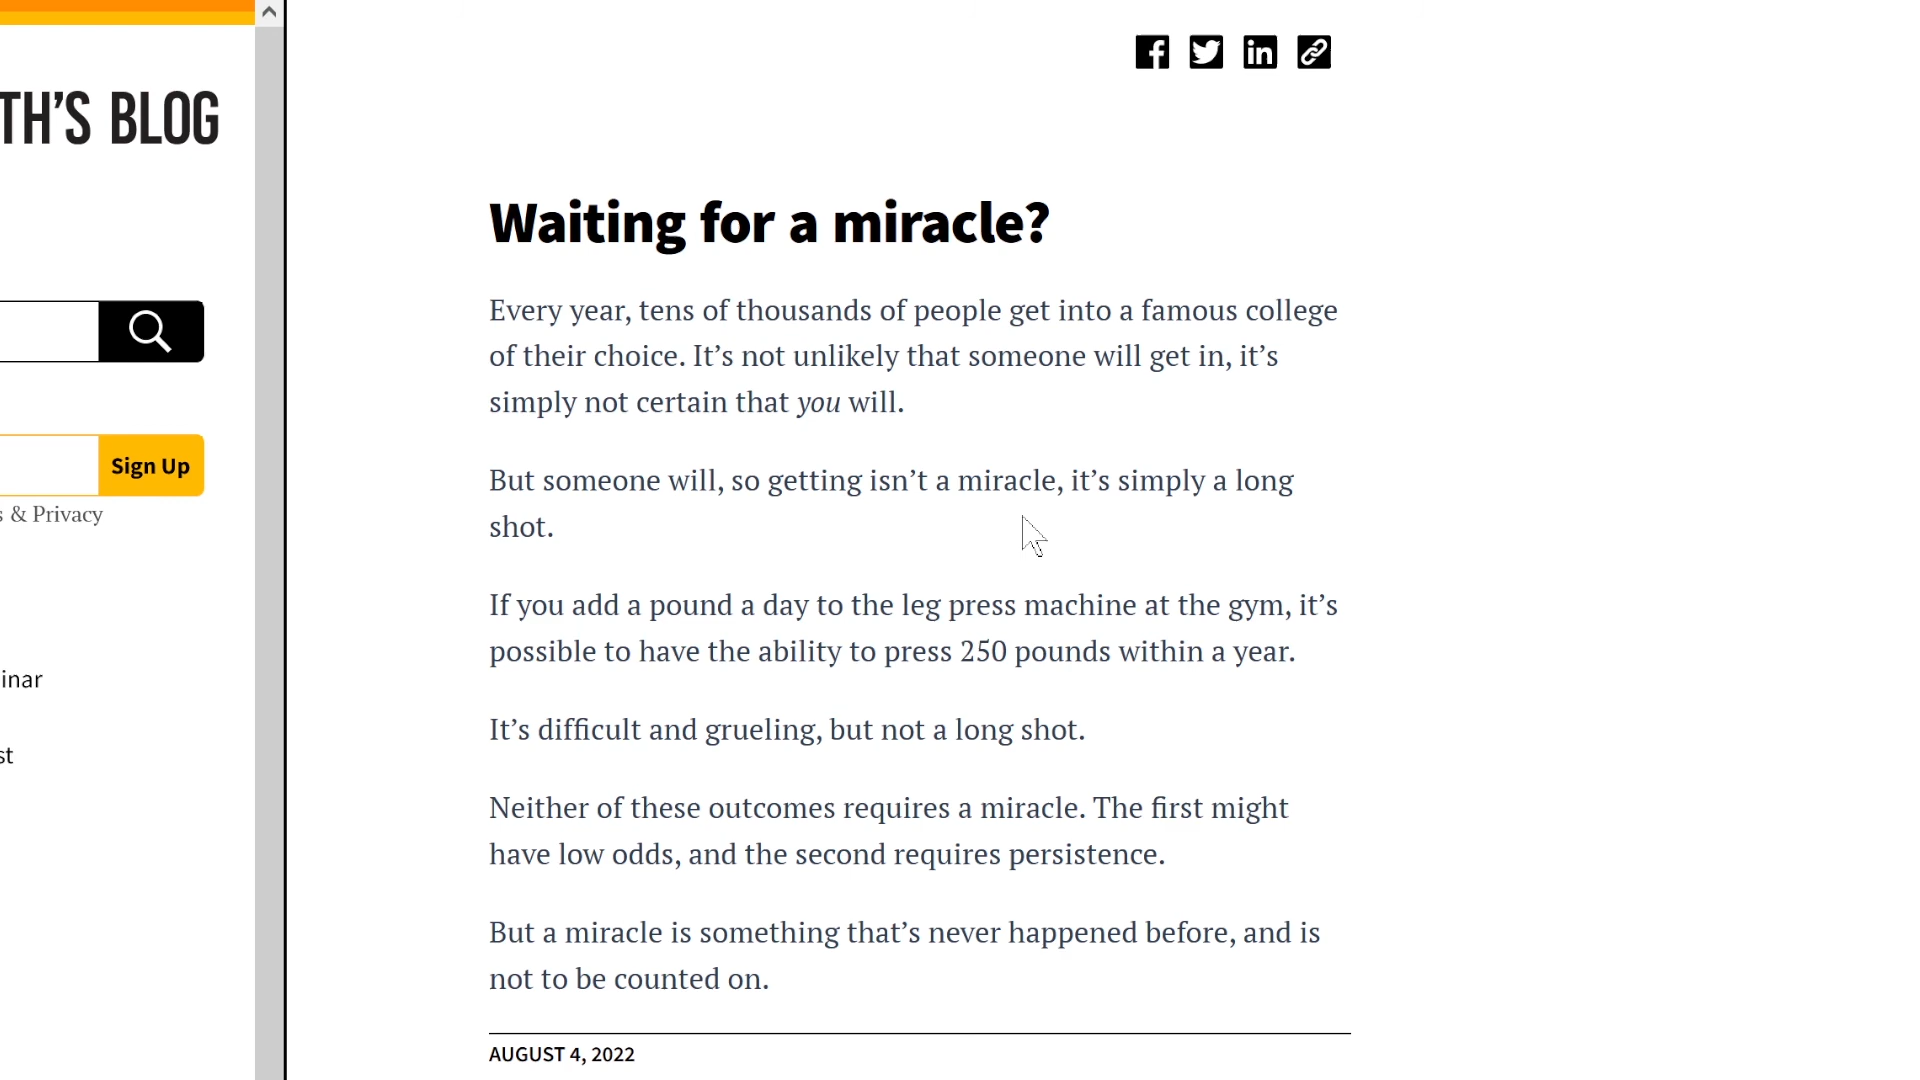 TH’S BLOG
Sign Up
& Privacy
Waiting for a miracle?
Every year, tens of thousands of people get into a famous college
of their choice. It’s not unlikely that someone will get in, it’s
simply not certain that you will.
But someone will, so getting isn’t a miracle, it’s simply a long
shot.
If you add a pound a day to the leg press machine at the gym, it’s
possible to have the ability to press 250 pounds within a year.
It’s difficult and grueling, but not a long shot.
Neither of these outcomes requires a miracle. The first might
have low odds, and the second requires persistence.
But a miracle is something that’s never happened before, and is
not to be counted on.
AUGUST 4, 2022